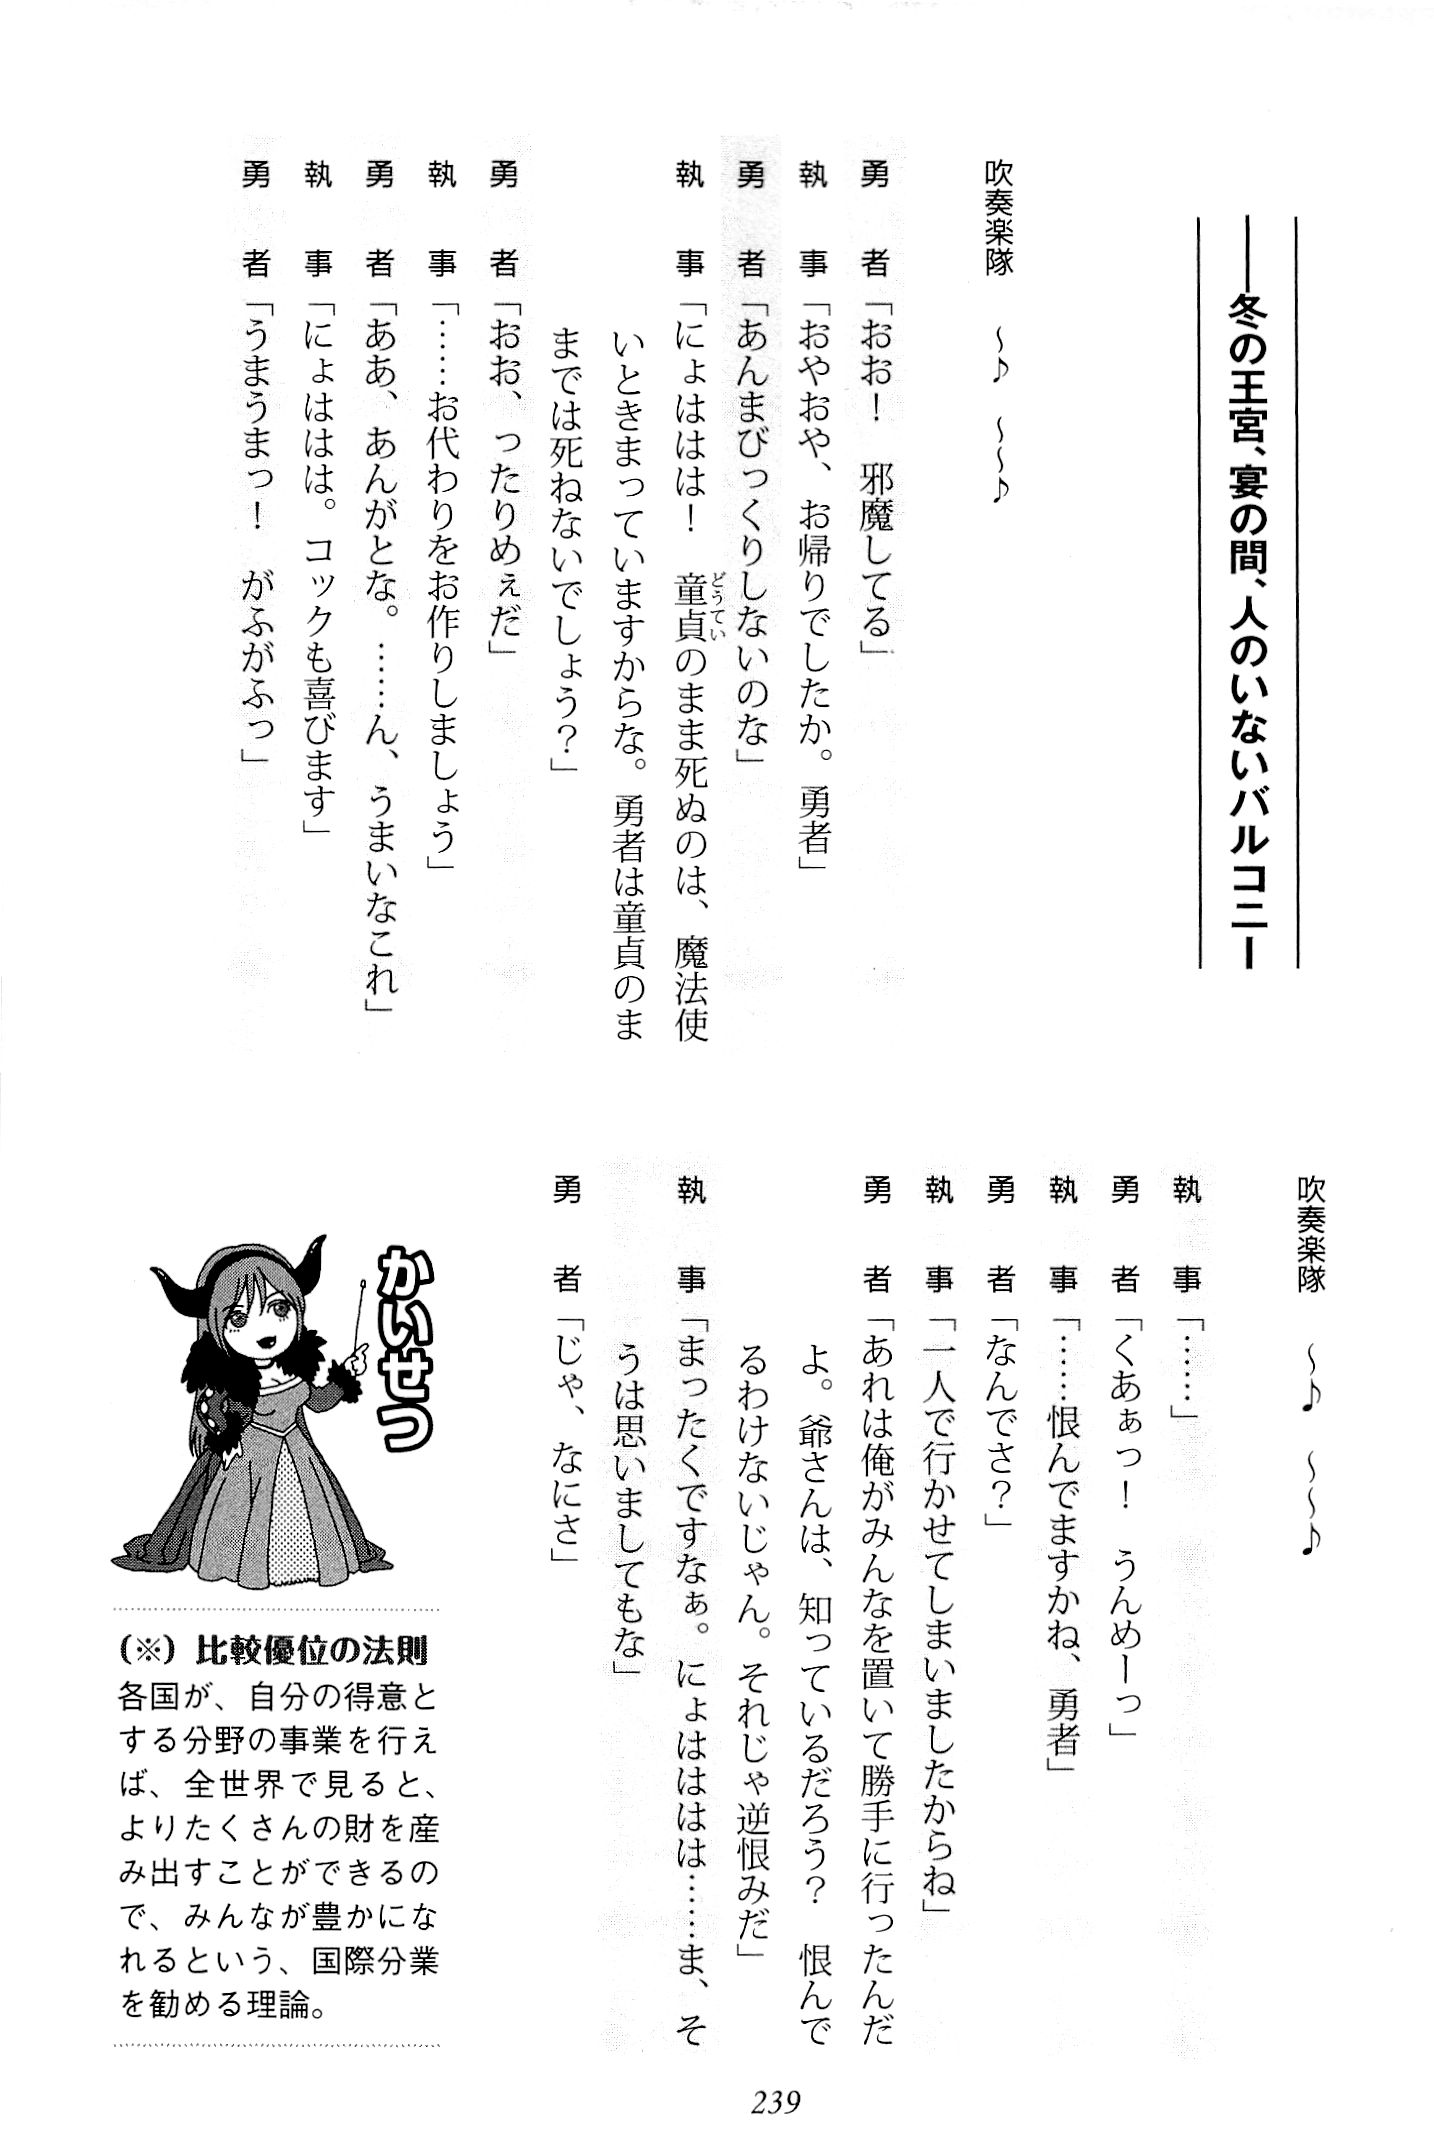 ――冬の王宮、宴の間、人のいないバルコニー
吹奏楽隊　～♪　～～♪
勇　者「おお！　邪魔してる」
執　事「おやおや、お帰りでしたか。勇者」
勇　者「あんまびっくりしないのな」
執　事「にょははは！　童貞のまま死ぬのは、魔法使
どうてい
いときまっていますからな。勇者は童貞のま
までは死ねないでしょう？」
勇　者「おお、ったりめぇだ」
執　事「……お代わりをお作りしましょう」
勇　者「ああ、あんがとな。……ん、うまいなこれ」
執　事「にょははは。コックも喜びます」
勇　者「うまうまっ！　がふがふっ」
吹奏楽隊　～♪　～～♪
執　事「……」
勇　者「くあぁっ！　うんめーっ」
執　事「……恨んでますかね、勇者」
勇　者「なんでさ？」
執　事「一人で行かせてしまいましたからね」
勇　者「あれは俺がみんなを置いて勝手に行ったんだ
よ。爺さんは、知っているだろう？　恨んで
るわけないじゃん。それじゃ逆恨みだ」
執　事「まったくですなぁ。にょはははは……ま、そ
うは思いましてもな」
勇　者「じゃ、なにさ」
かいせつ
（※）比較優位の法則
各国が、自分の得意と
する分野の事業を行え
ば、全世界で見ると、
よりたくさんの財を産
み出すことができるの
で、みんなが豊かにな
れるという、国際分業
を勧める理論。
239